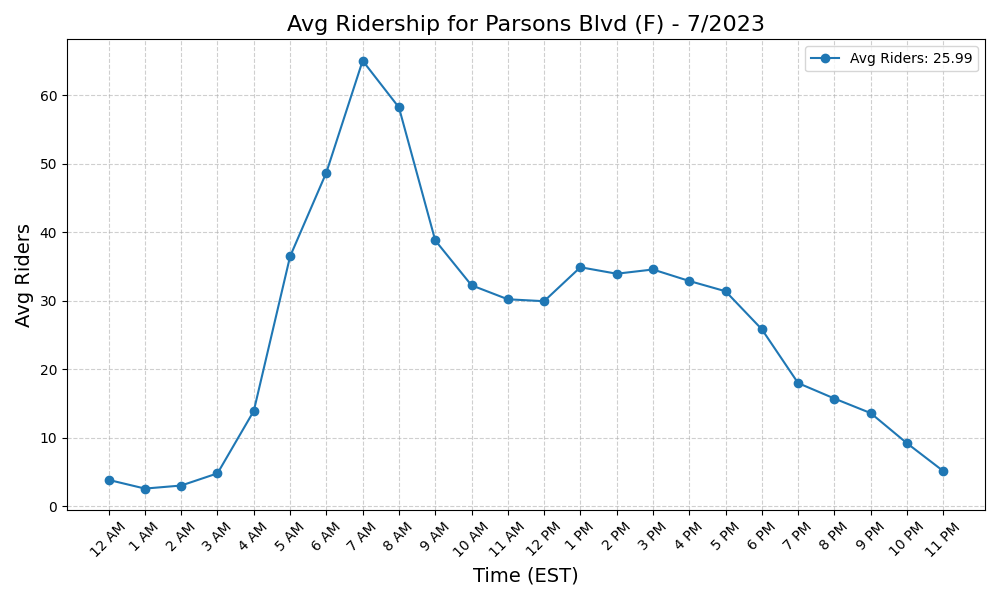 Avg Ridership for Parsons Blvd (F) - 7/2023
Avg Riders: 25.99
Avg Riders
60
50
40
30
20
10
0
12 AM
1 AM
2 AM
3 AM
4 AM
5 AM
6 AM
7 AM
8 AM
9 AM
10 AM
11 AM
12 PM
1 PM
2 PM
3 PM
4 PM
5 PM
6 PM
7 PM
8 PM
9 PM
10 PM
11 PM
Time (EST)